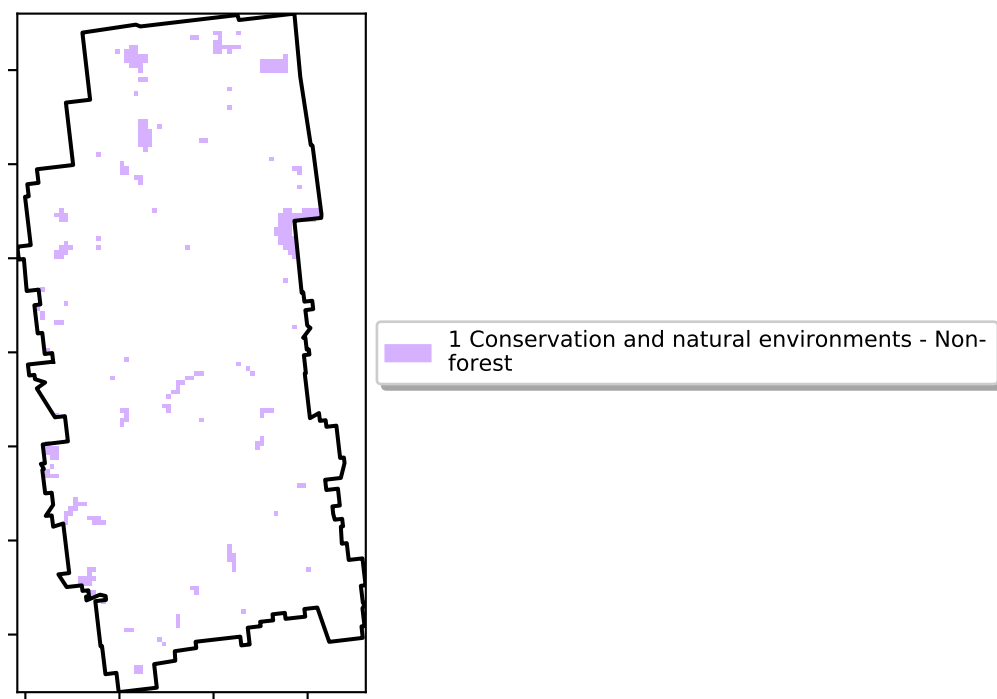 1 Conservation and natural environments - Non-
forest